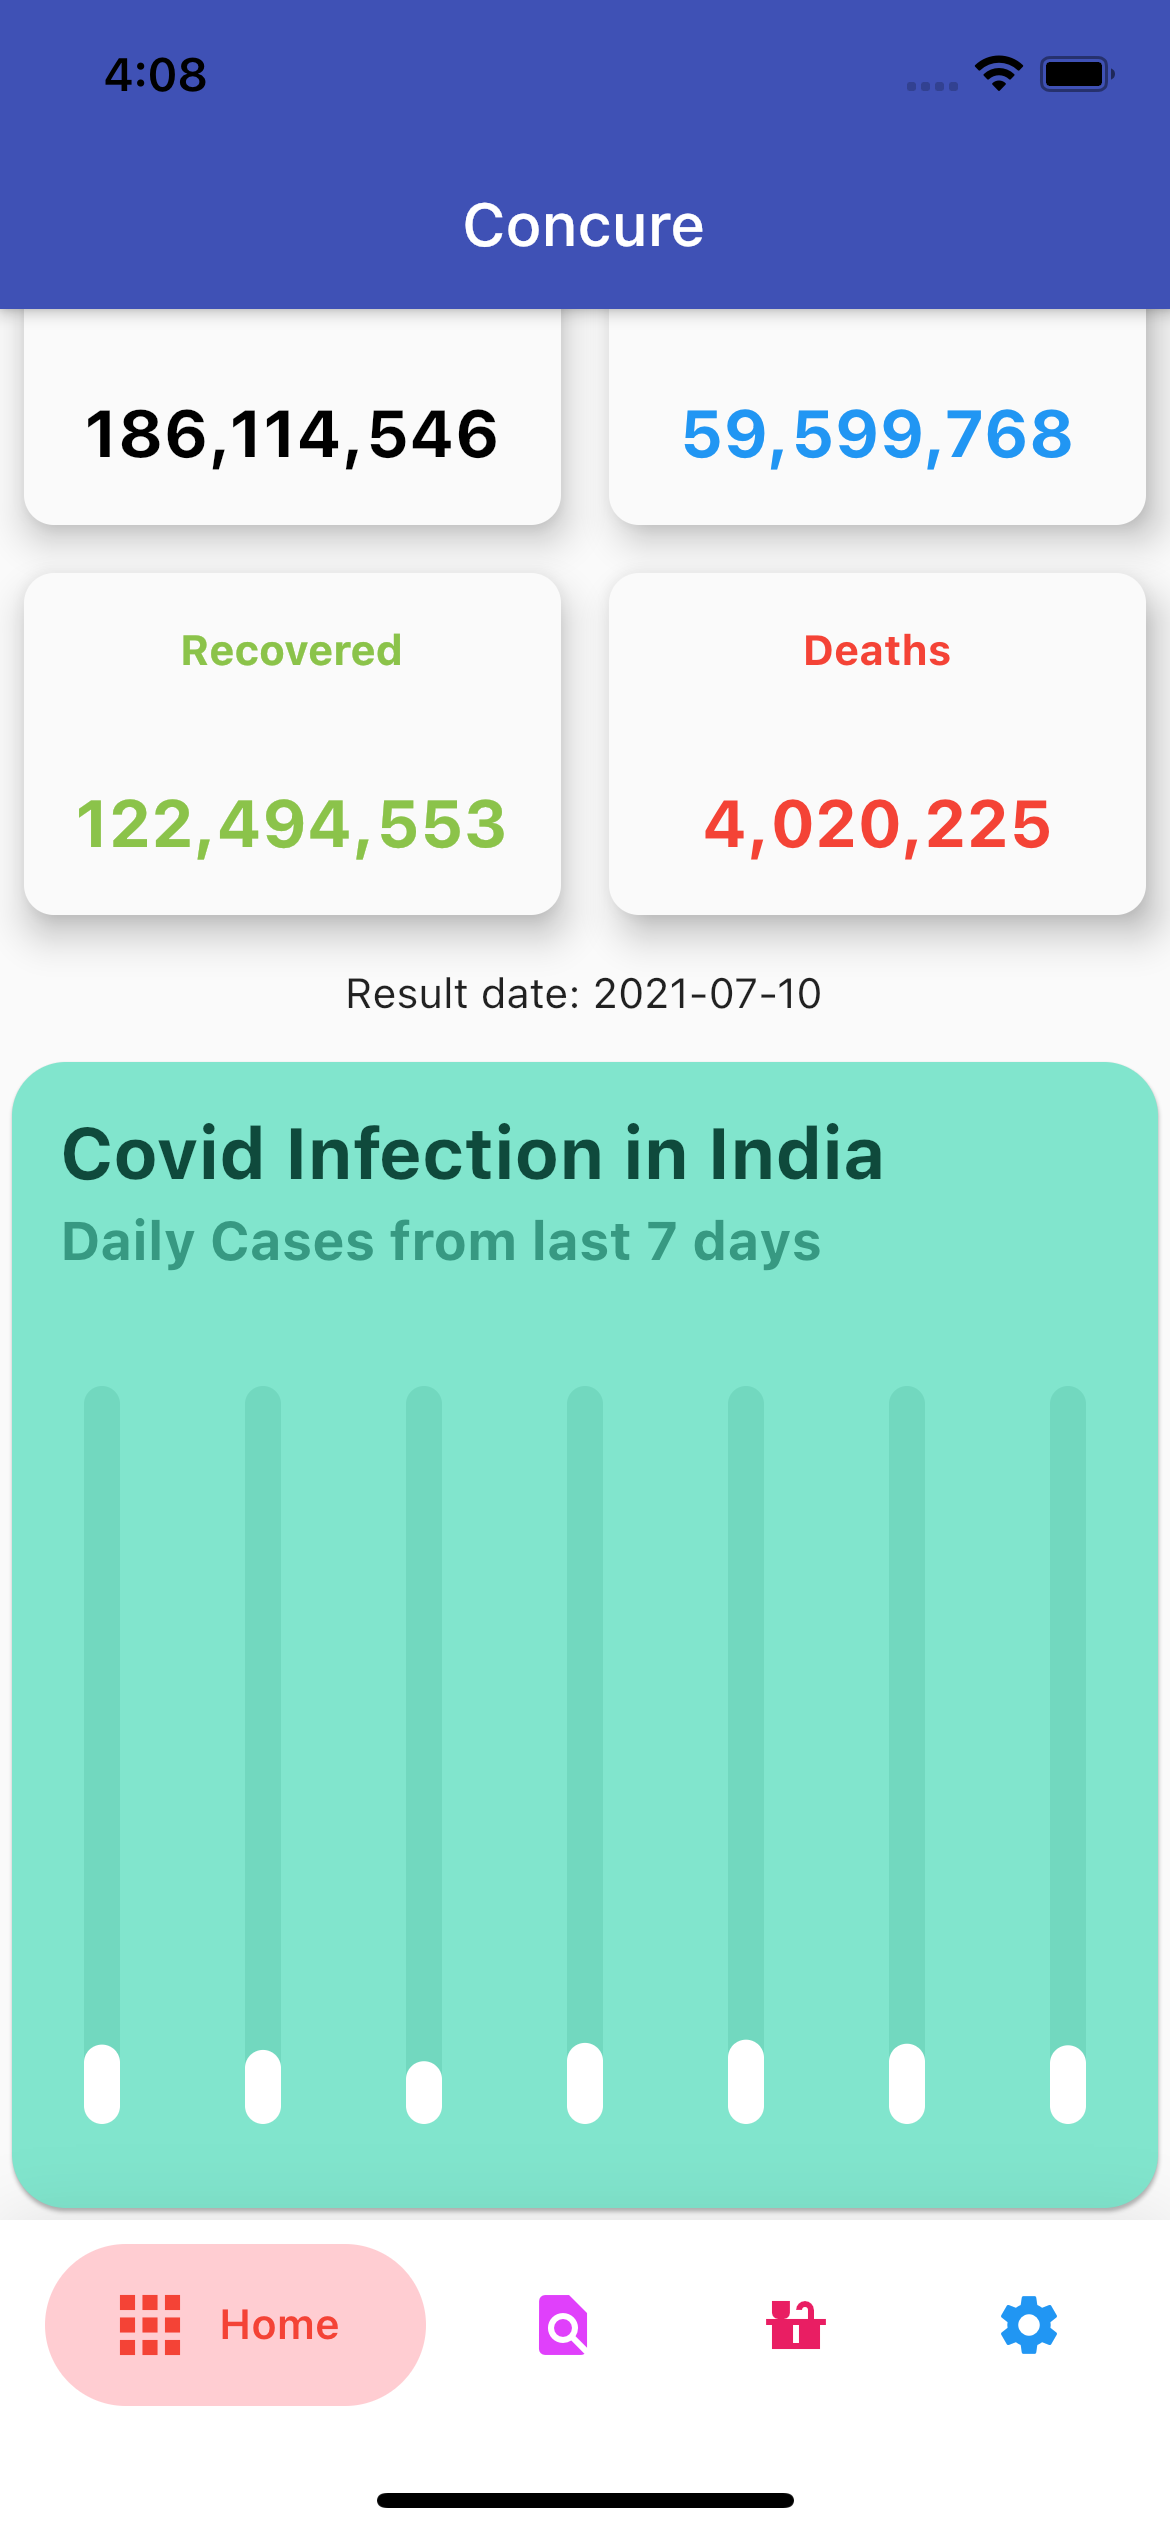 4:08
Concure
186,114,546
59,599,768
Recovered
Deaths
122,494,553
4,020,225
Result date: 2021-07-10
Covid Infection in India
Daily Cases from last 7 days
Home